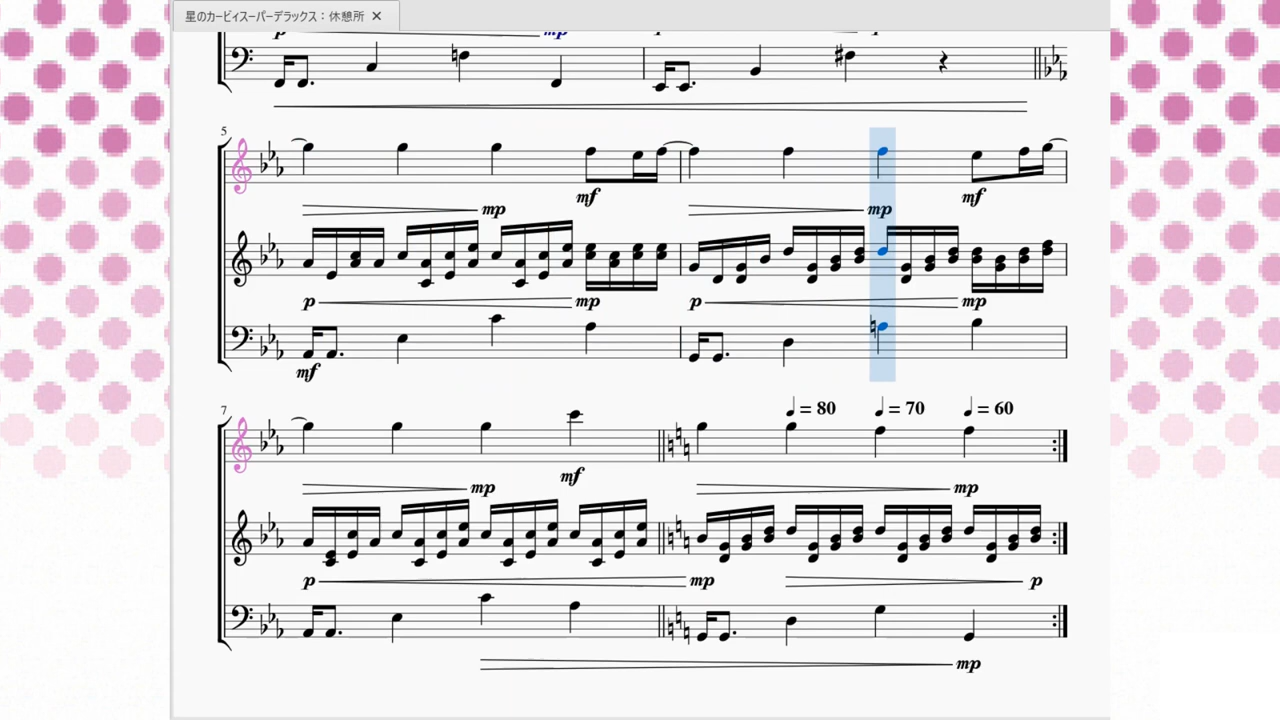 星のカービィスーパーデラックス：休憩所 ✕
p mp
5
mf mf
mp mp
p mp p mp
mf
7
= 80 = 70 = 60
mf
mp mp
p mp p
mp